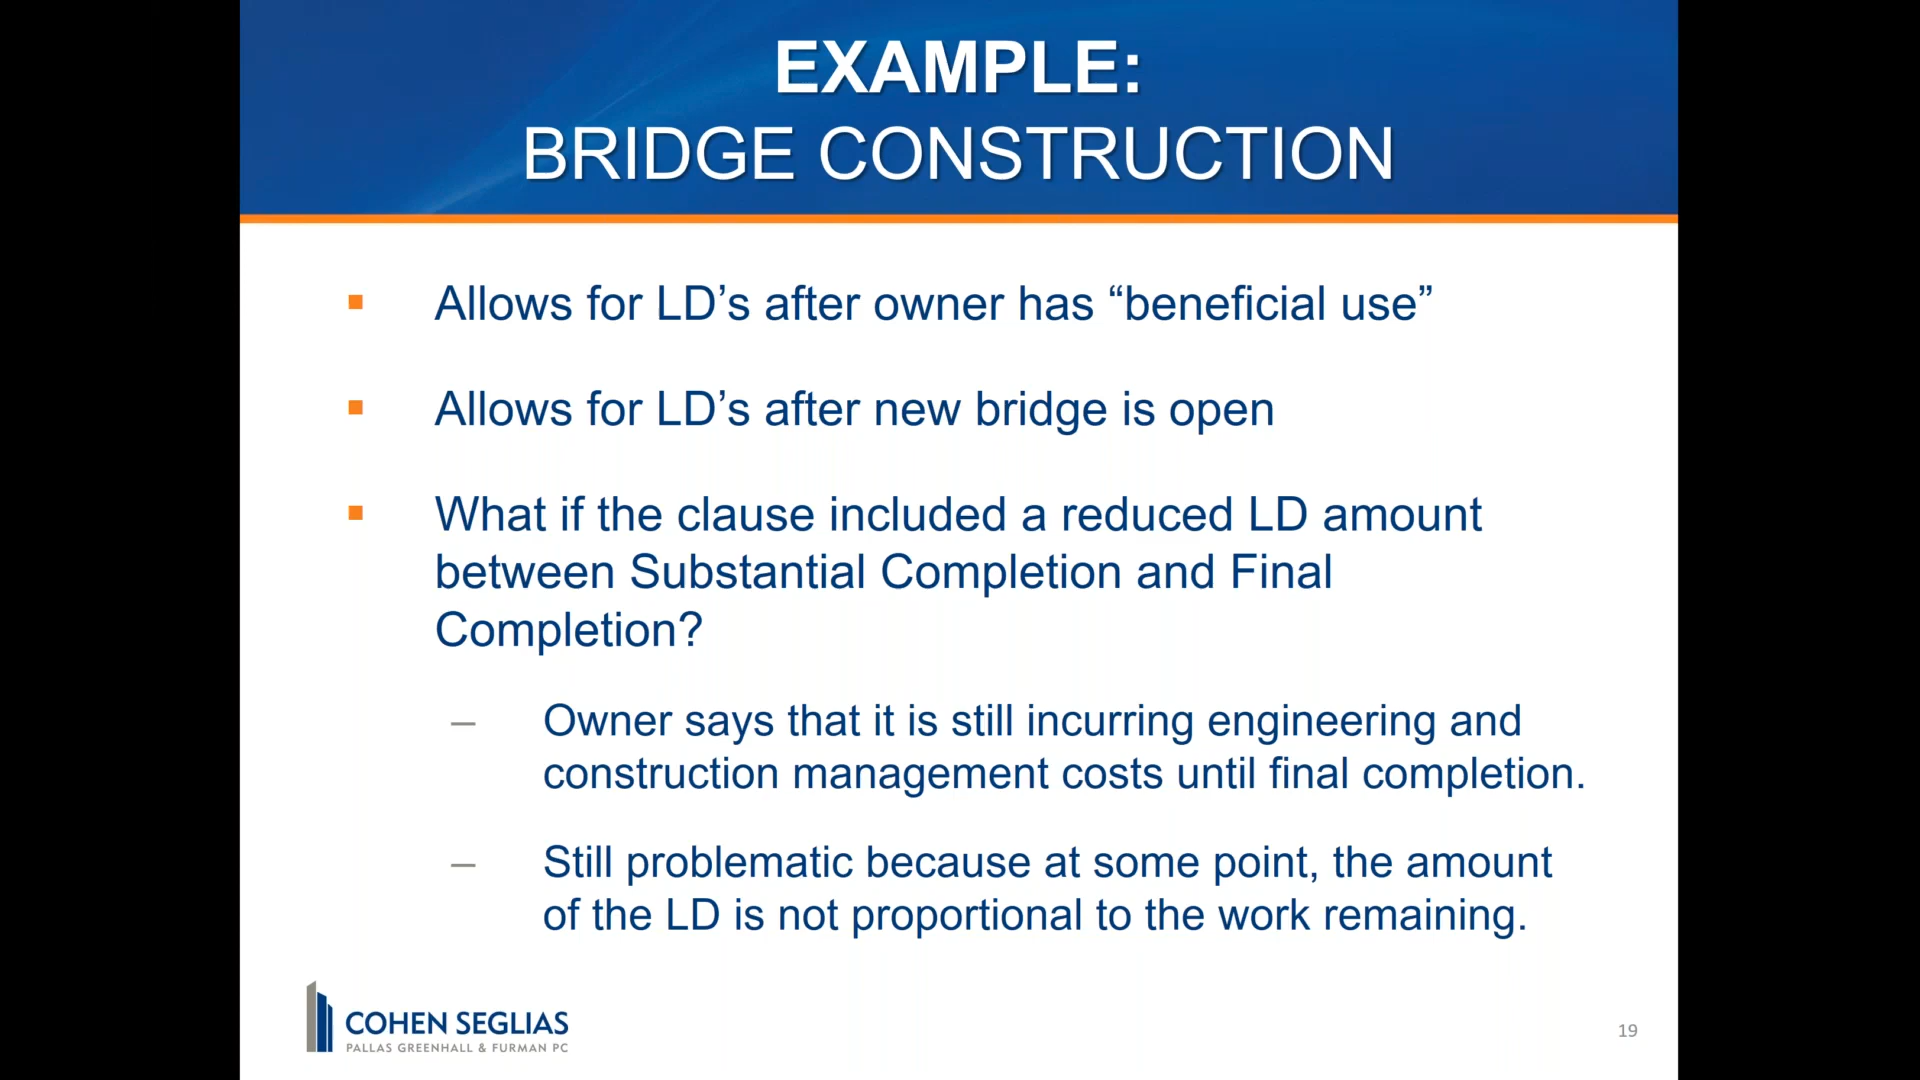 EXAMPLE:
BRIDGE CONSTRUCTION
▪ Allows for LD’s after owner has “beneficial use”
▪ Allows for LD’s after new bridge is open
▪ What if the clause included a reduced LD amount
between Substantial Completion and Final
Completion?
– Owner says that it is still incurring engineering and
construction management costs until final completion.
– Still problematic because at some point, the amount
of the LD is not proportional to the work remaining.
COHEN SEGLIAS
PALLAS GREENHALL & FURMAN PC
19